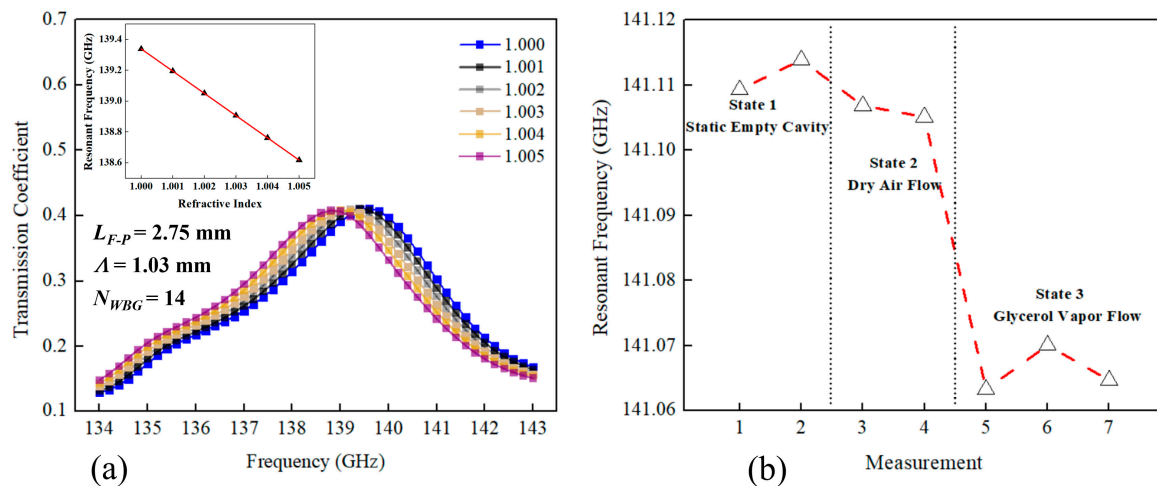 0.7
0.6
0.5
0.4
0.3
0.2
0.1
Transmission Coefficient
134 135 136 137 138 139 140 141 142 143
Frequency (GHz)
(a)
139.4
139.2
139.0
138.8
138.6
Resonant Frequency (GHz)
1.000 1.001 1.002 1.003 1.004 1.005
Refractive Index
1.000
1.001
1.002
1.003
1.004
1.005
L_F-P = 2.75 mm
Λ = 1.03 mm
N_WBG = 14
141.12
141.11
141.10
141.09
141.08
141.07
141.06
Resonant Frequency (GHz)
State 1
Static Empty Cavity
State 2
Dry Air Flow
State 3
Glycerol Vapor Flow
1 2 3 4 5 6 7
Measurement
(b)